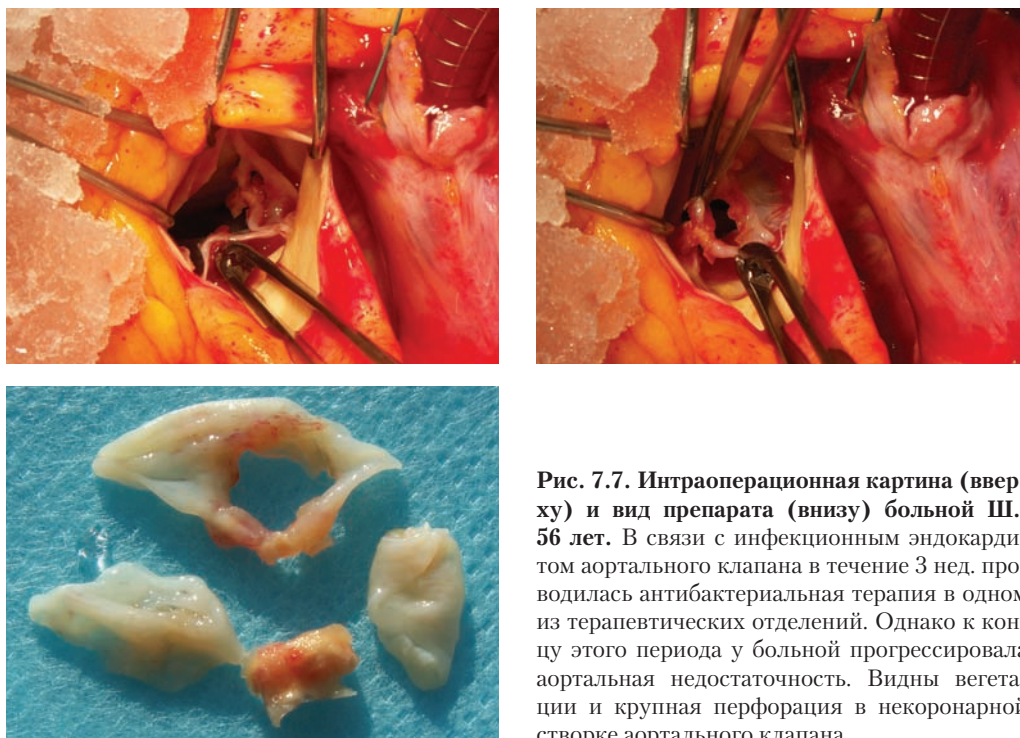 Рис. 7.7. Интраоперационная картина (ввер
ху) и вид препарата (внизу) больной Ш.
56 лет. В связи с инфекционным эндокарди
том аортального клапана в течение 3 нед. про
водилась антибактериальная терапия в одном
из терапевтических отделений. Однако к кон
цу этого периода у больной прогрессировала
аортальная недостаточность. Видны вегета
ции и крупная перфорация в некоронарной
створке аортального клапана